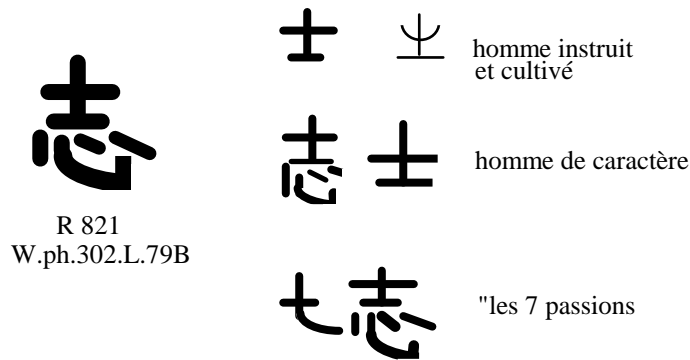 志
R 821
W.ph.302.L.79B
士 homme instruit
et cultivé
志士 homme de caractère
七志 "les 7 passions